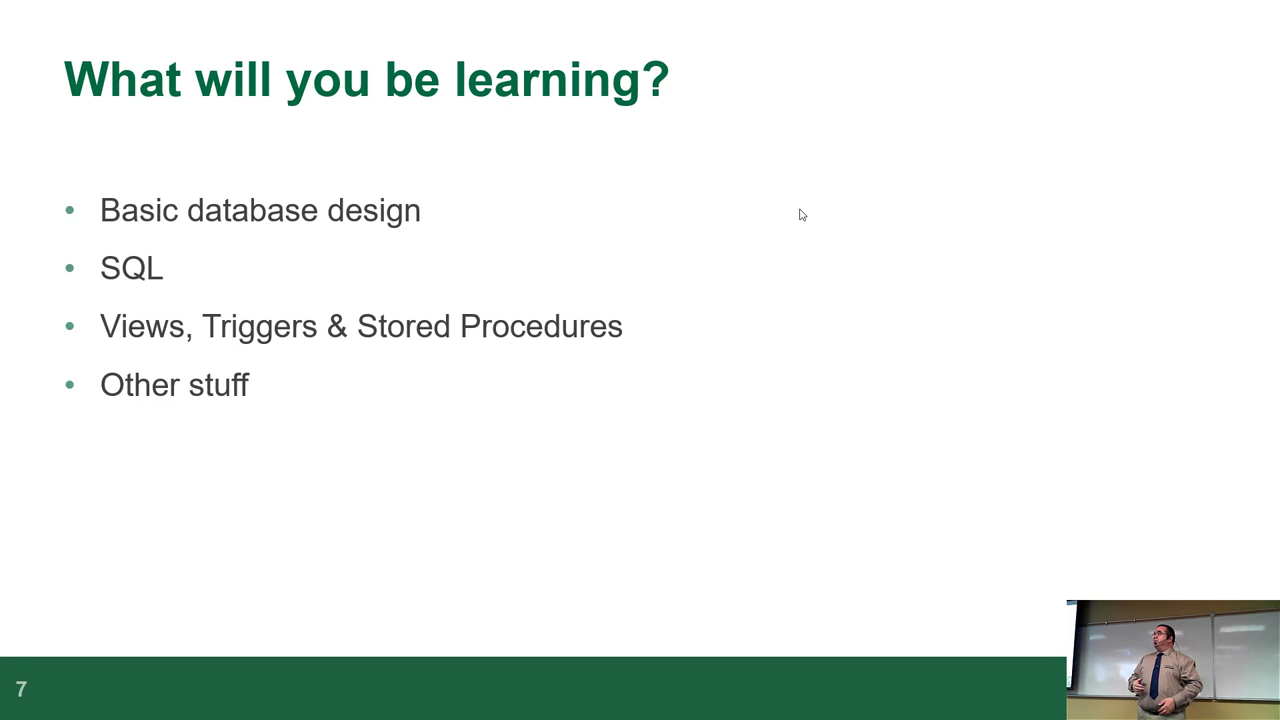 What will you be learning?
• Basic database design
• SQL
• Views, Triggers & Stored Procedures
• Other stuff
7